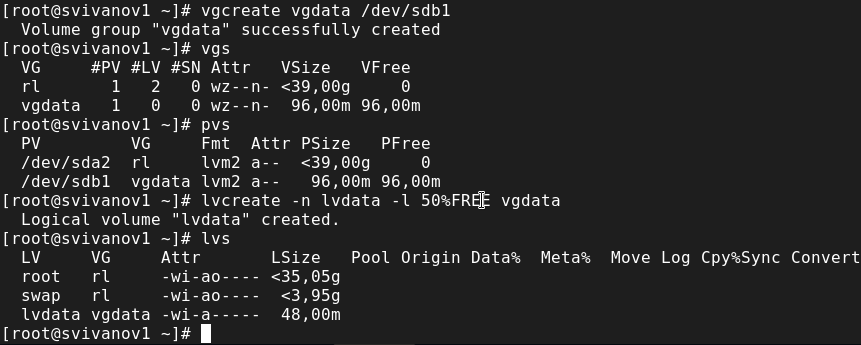 [root@svivanov1 ~]# vgcreate vgdata /dev/sdb1
  Volume group "vgdata" successfully created
[root@svivanov1 ~]# vgs
  VG     #PV #LV #SN Attr   VSize   VFree
  rl       1   2   0 wz--n- <39,00g     0
  vgdata   1   0   0 wz--n-  96,00m 96,00m
[root@svivanov1 ~]# pvs
  PV         VG     Fmt  Attr PSize   PFree
  /dev/sda2  rl     lvm2 a--  <39,00g     0
  /dev/sdb1  vgdata lvm2 a--   96,00m 96,00m
[root@svivanov1 ~]# lvcreate -n lvdata -l 50%FREE vgdata
  Logical volume "lvdata" created.
[root@svivanov1 ~]# lvs
  LV     VG     Attr       LSize   Pool Origin Data%  Meta%  Move Log Cpy%Sync Convert
  root   rl     -wi-ao---- <35,05g
  swap   rl     -wi-ao----  <3,95g
  lvdata vgdata -wi-a-----  48,00m
[root@svivanov1 ~]#